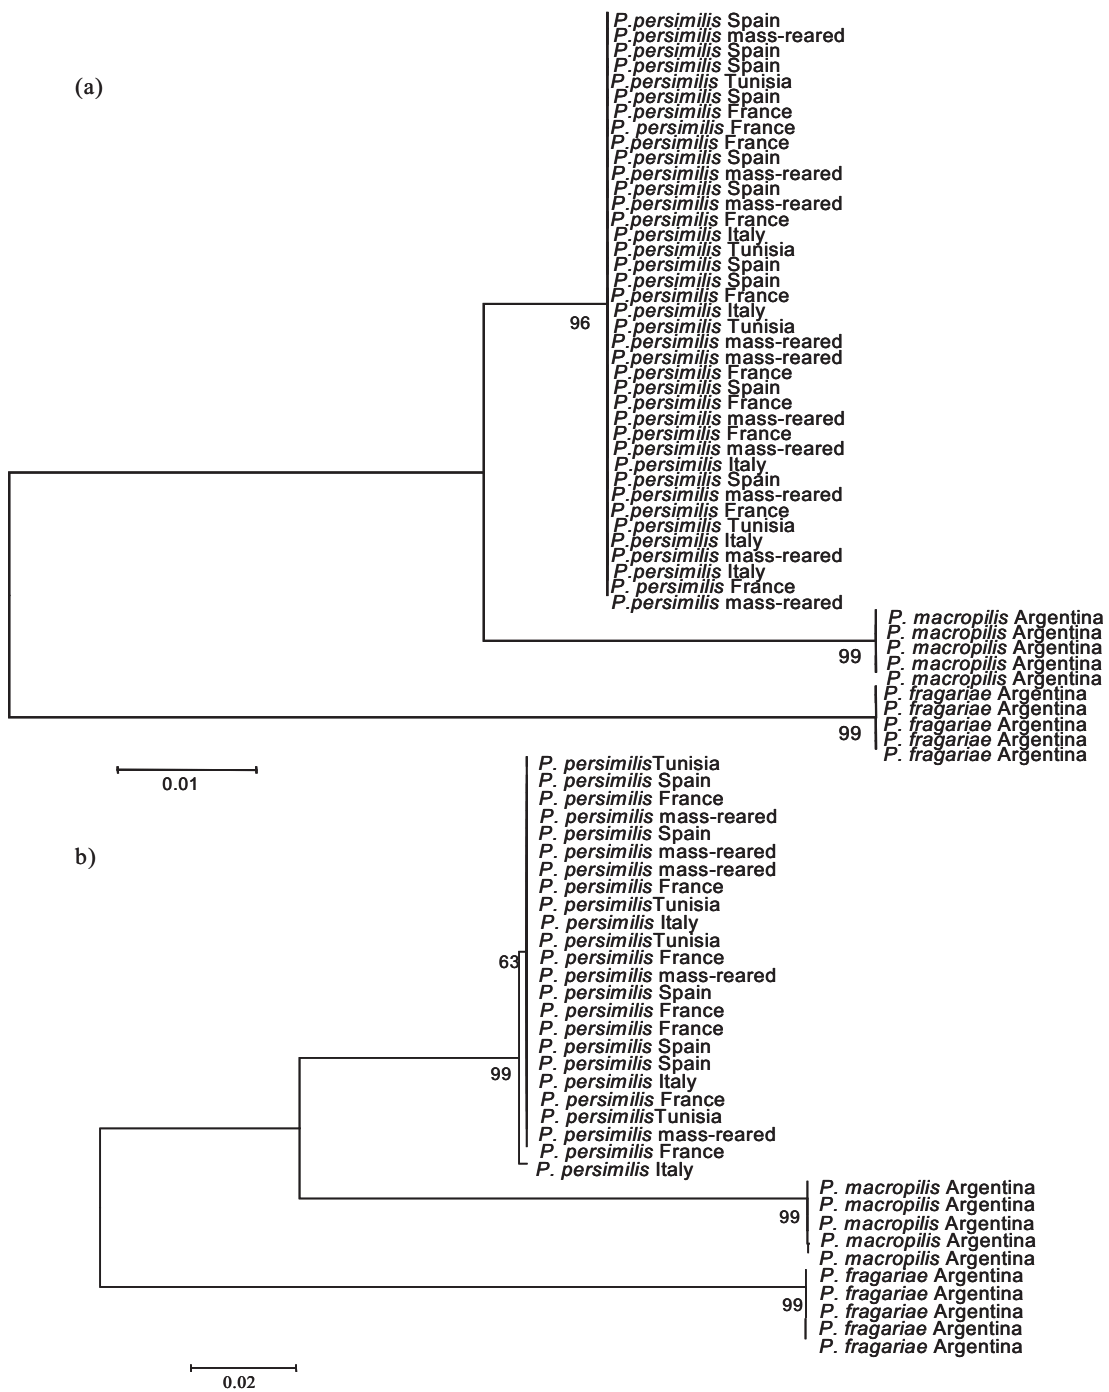 P.persimilis Spain
P.persimilis mass-reared
P.persimilis Spain
P.persimilis Spain
(a)
P.persimilis Tunisia
P.persimilis Spain
P.persimilis France
P. persimilis France
P.persimilis France
P.persimilis Spain
P.persimilis mass-reared
P.persimilis Spain
P.persimilis mass-reared
P.persimilis France
P.persimilis Italy
P.persimilis Tunisia
P.persimilis Spain
P.persimilis Spain
P.persimilis France
P.persimilis Italy
96
P.persimilis Tunisia
P.persimilis mass-reared
P.persimilis mass-reared
P.persimilis France
P.persimilis Spain
P.persimilis France
P.persimilis mass-reared
P.persimilis France
P.persimilis mass-reared
P.persimilis Italy
P.persimilis Spain
P.persimilis mass-reared
P.persimilis France
P.persimilis Tunisia
P.persimilis Italy
P.persimilis mass-reared
P.persimilis Italy
P. persimilis France
P.persimilis mass-reared
P. macropilis Argentina
P. macropilis Argentina
P. macropilis Argentina
99
P. macropilis Argentina
P. macropilis Argentina
P. fragariae Argentina
P. fragariae Argentina
P. fragariae Argentina
99
P. fragariae Argentina
P. fragariae Argentina
0.01
P. persimilisTunisia
P. persimilis Spain
P. persimilis France
P. persimilis mass-reared
P. persimilis Spain
b)
P. persimilis mass-reared
P. persimilis mass-reared
P. persimilis France
P. persimilisTunisia
P. persimilis Italy
P. persimilisTunisia
63
P. persimilis France
P. persimilis mass-reared
P. persimilis Spain
P. persimilis France
P. persimilis France
P. persimilis Spain
P. persimilis Spain
99
P. persimilis Italy
P. persimilis France
P. persimilisTunisia
P. persimilis mass-reared
P. persimilis France
P. persimilis Italy
P. macropilis Argentina
P. macropilis Argentina
99
P. macropilis Argentina
P. macropilis Argentina
P. macropilis Argentina
P. fragariae Argentina
P. fragariae Argentina
99
P. fragariae Argentina
P. fragariae Argentina
P. fragariae Argentina
0.02